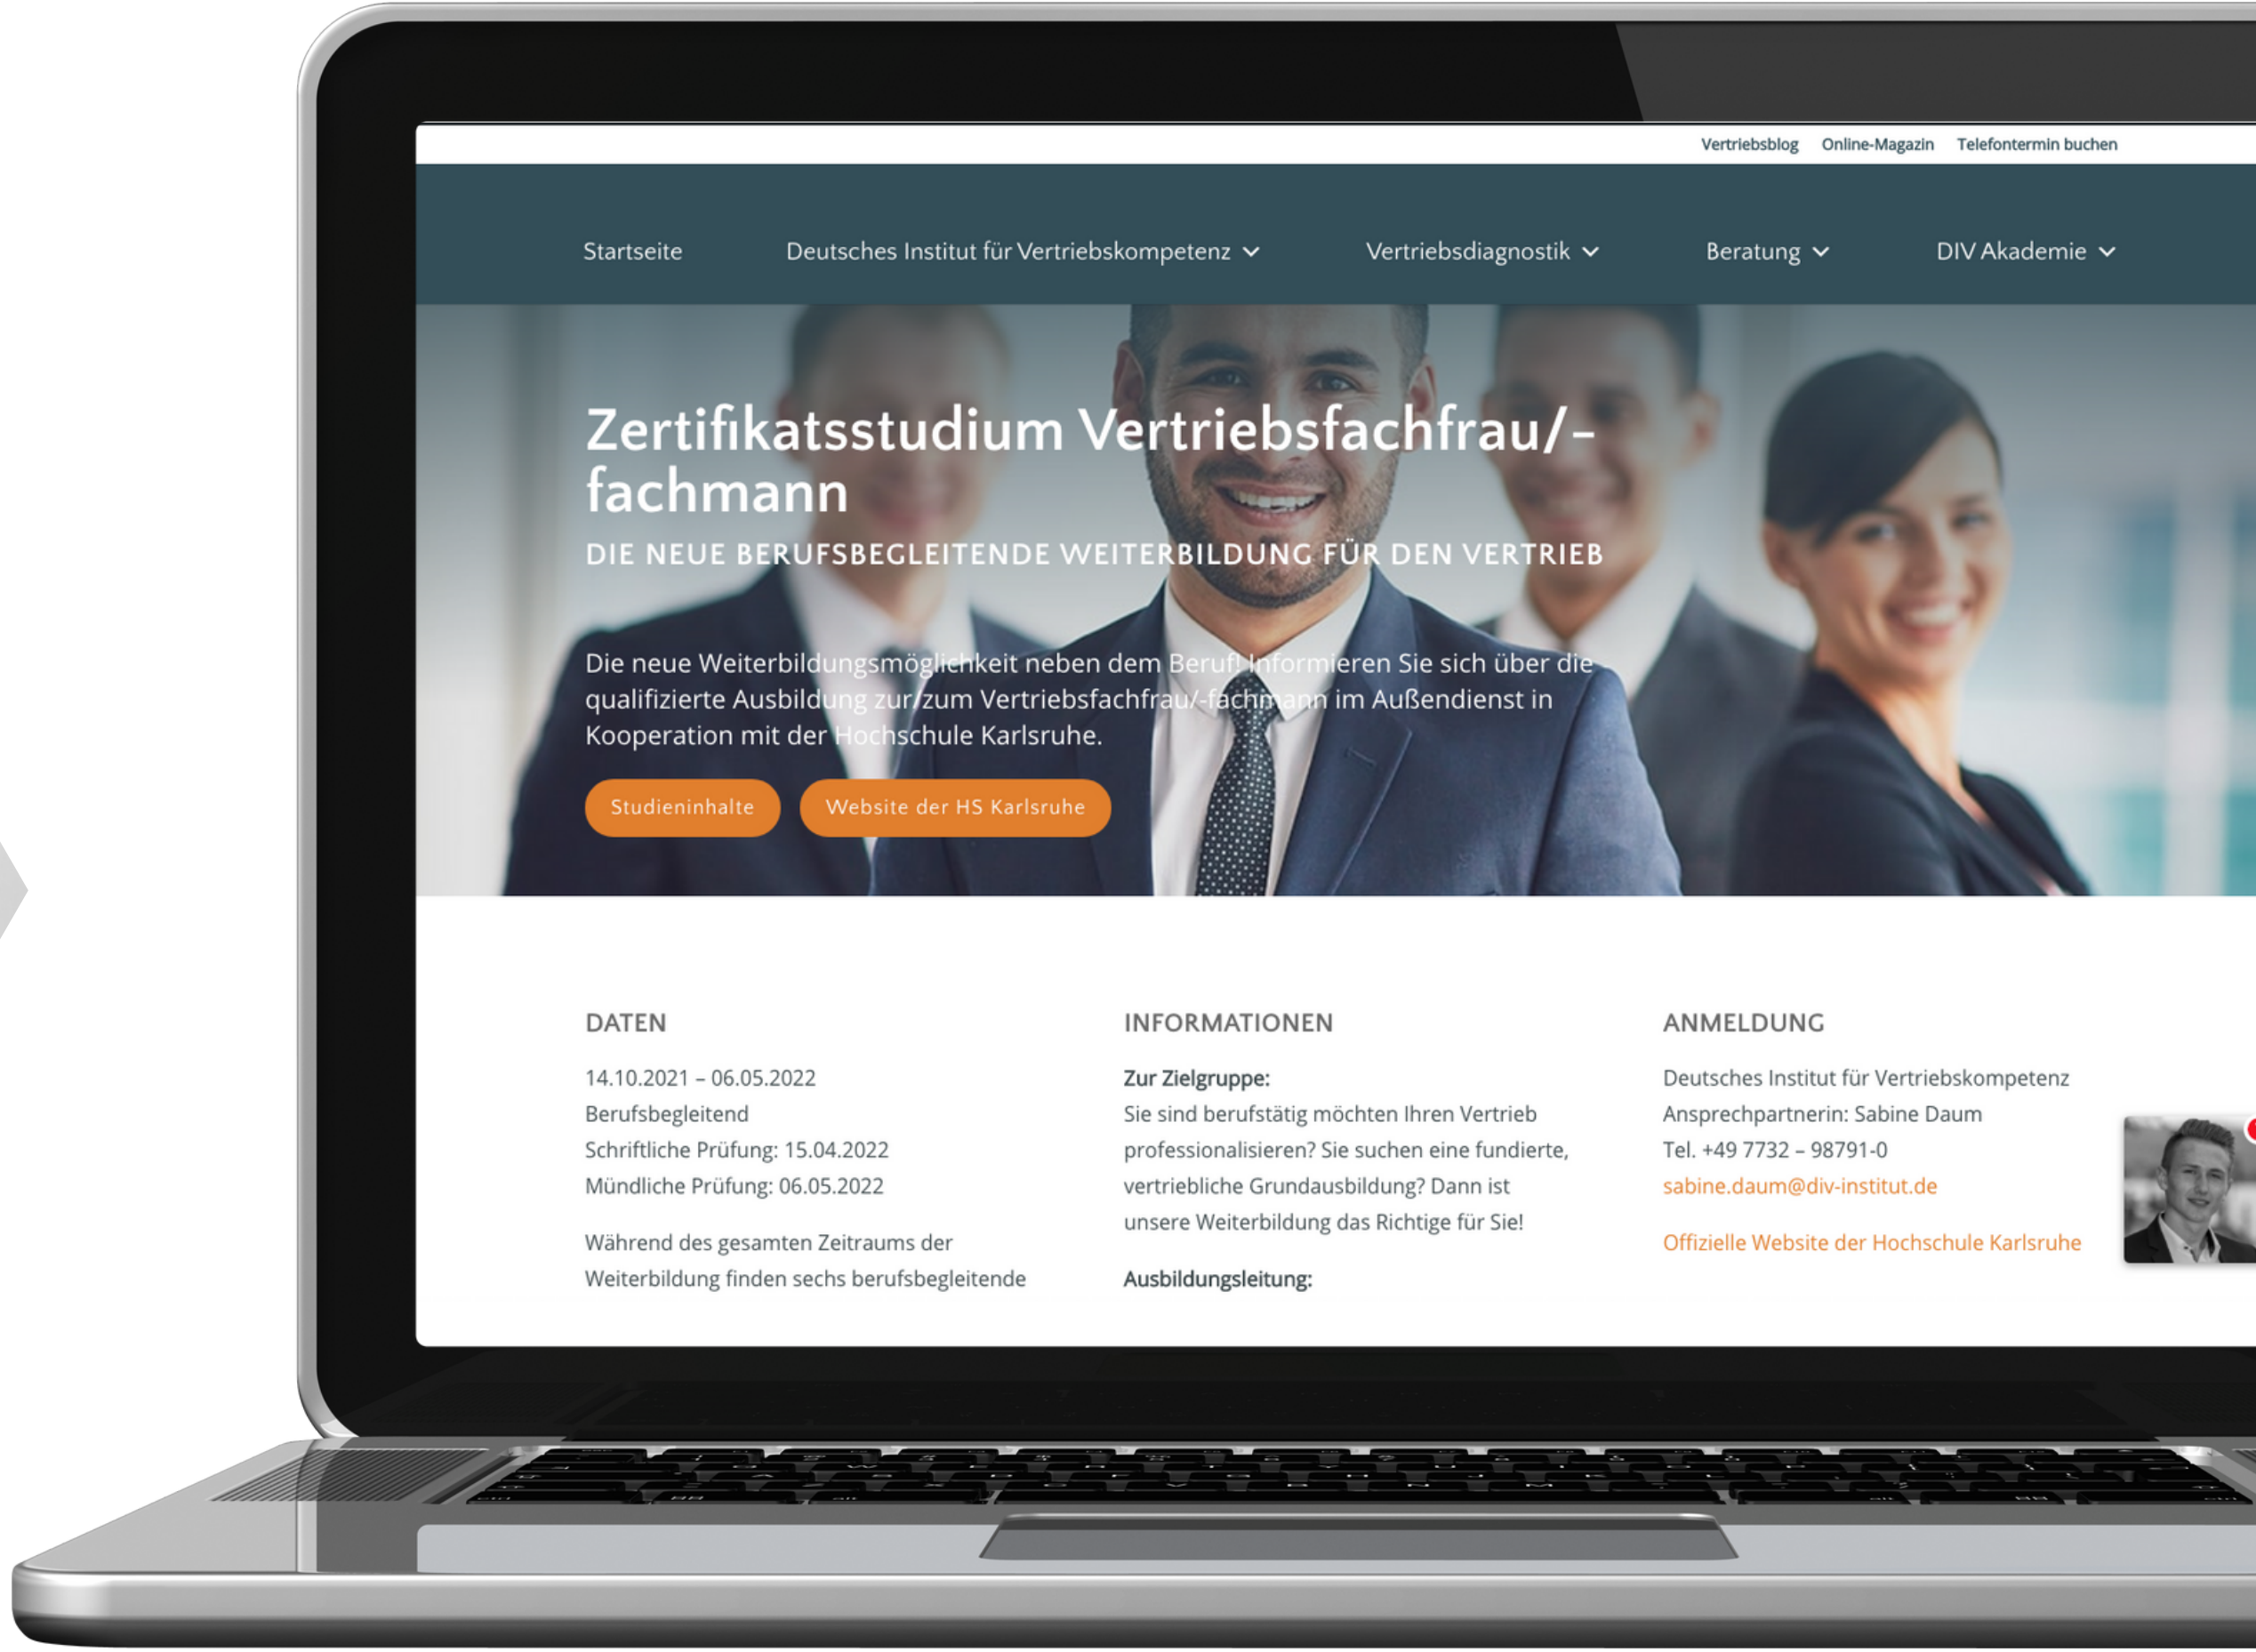 Vertriebsblog Online-Magazin Telefontermin buchen
Startseite Deutsches Institut für Vertriebskompetenz Vertriebsdiagnostik Beratung DIV Akademie
Zertifikatsstudium Vertriebsfachfrau/-
fachmann
DIE NEUE BERUFSBEGLEITENDE WEITERBILDUNG FÜR DEN VERTRIEB
Die neue Weiterbildungsmöglichkeit neben dem Beruf! Informieren Sie sich über die
qualifizierte Ausbildung zur/zum Vertriebsfachfrau/-fachmann im Außendienst in
Kooperation mit der Hochschule Karlsruhe.
Studieninhalte Website der HS Karlsruhe
DATEN
14.10.2021 – 06.05.2022
Berufsbegleitend
Schriftliche Prüfung: 15.04.2022
Mündliche Prüfung: 06.05.2022
Während des gesamten Zeitraums der
Weiterbildung finden sechs berufsbegleitende
INFORMATIONEN
Zur Zielgruppe:
Sie sind berufstätig möchten Ihren Vertrieb
professionalisieren? Sie suchen eine fundierte,
vertriebliche Grundausbildung? Dann ist
unsere Weiterbildung das Richtige für Sie!
Ausbildungsleitung:
ANMELDUNG
Deutsches Institut für Vertriebskompetenz
Ansprechpartnerin: Sabine Daum
Tel. +49 7732 – 98791-0
sabine.daum@div-institut.de
Offizielle Website der Hochschule Karlsruhe